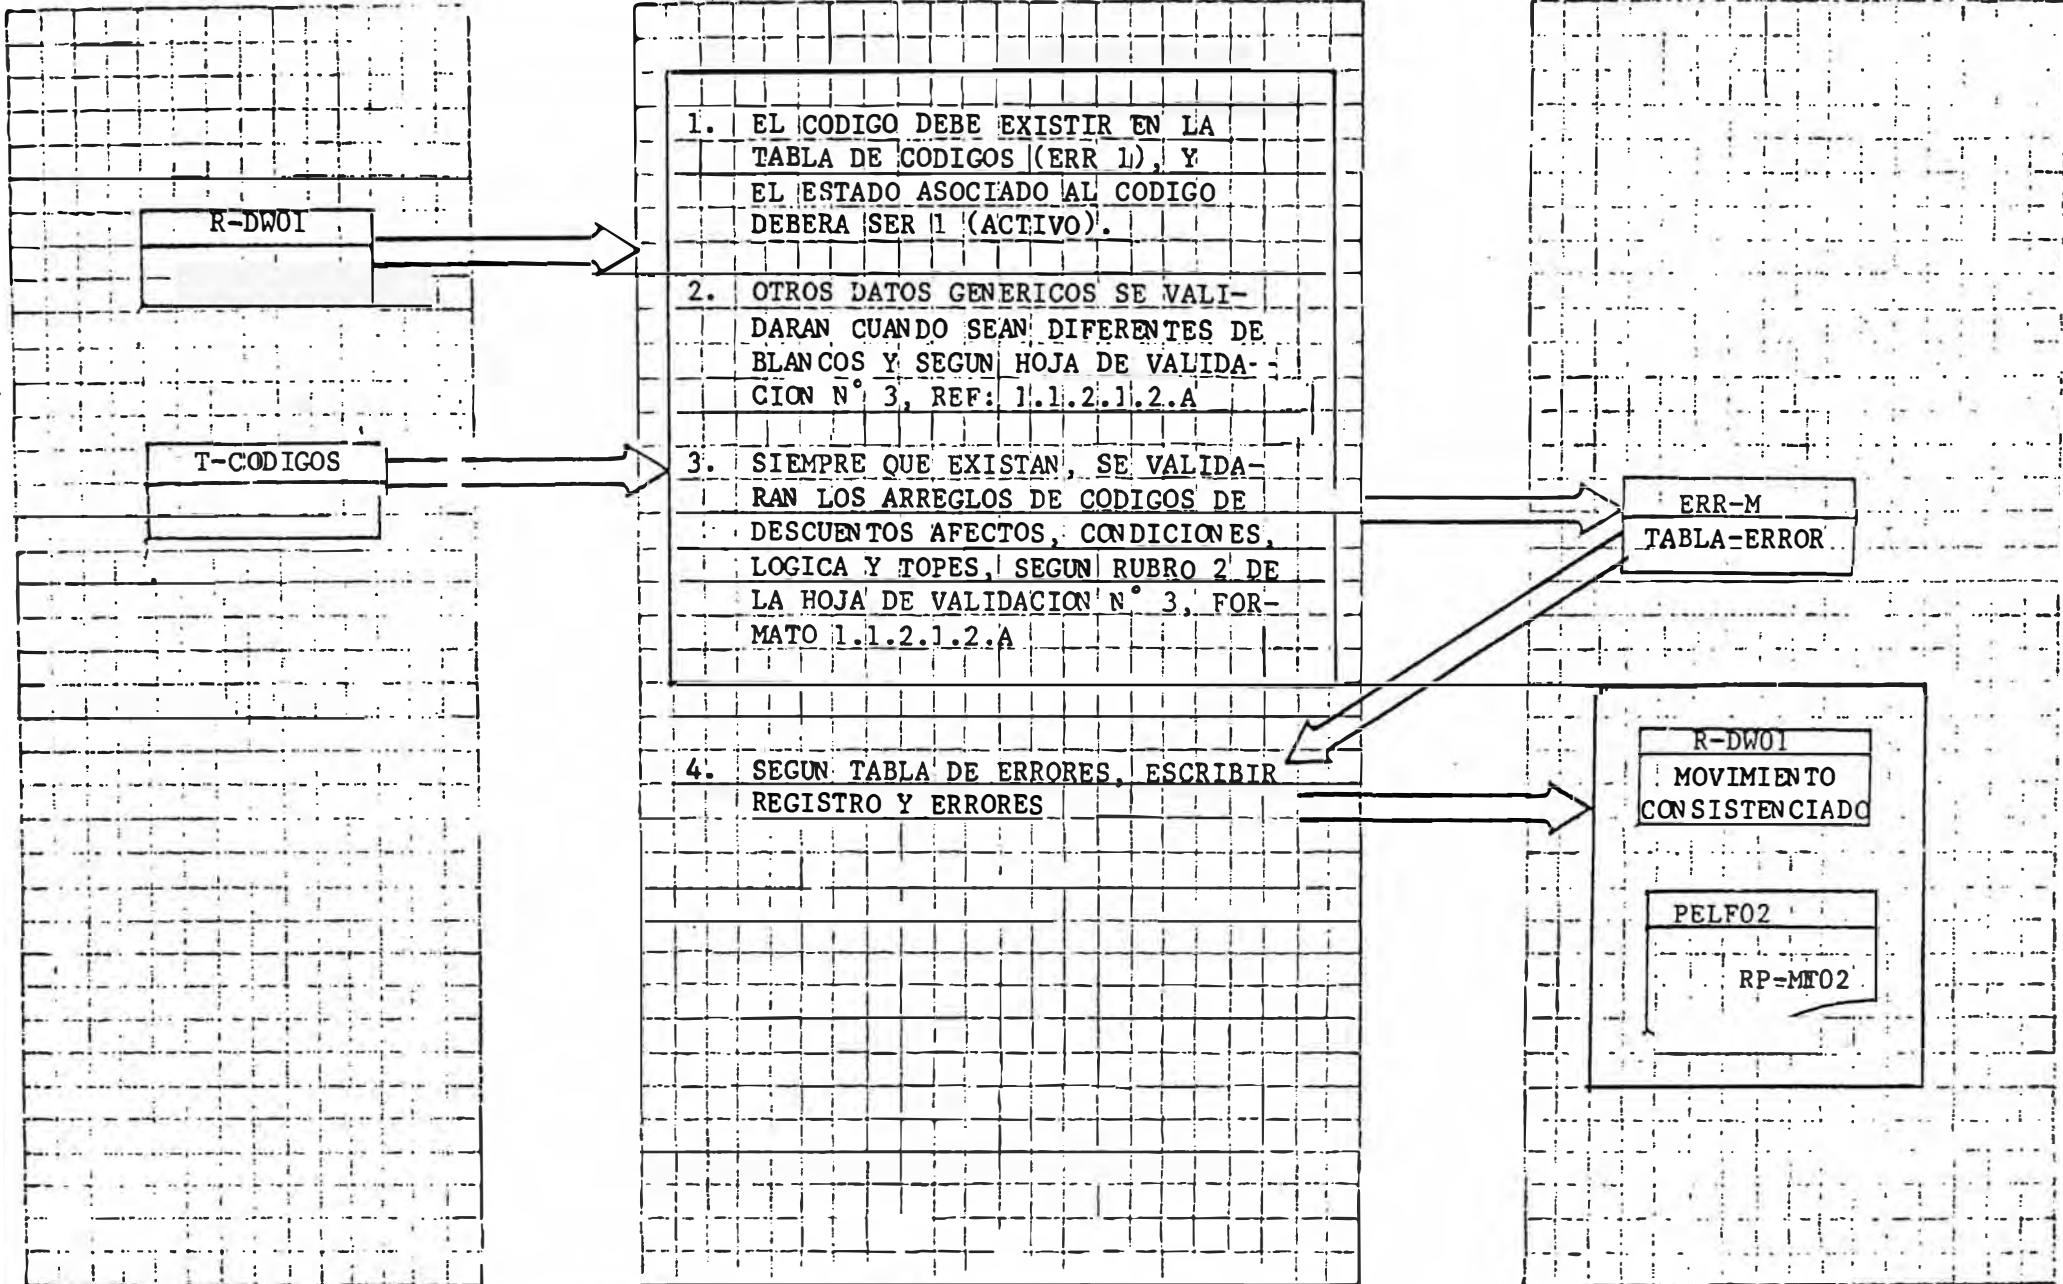 R-DW01
T-CODIGOS
1. EL CODIGO DEBE EXISTIR EN LA
TABLA DE CODIGOS (ERR 1), Y
EL ESTADO ASOCIADO AL CODIGO
DEBERA SER 1 (ACTIVO).
2. OTROS DATOS GENERICOS SE VALI-
DARAN CUANDO SEAN DIFERENTES DE
BLANCOS Y SEGUN HOJA DE VALIDA-
CION N° 3, REF: 1.1.2.1.2.A
3. SIEMPRE QUE EXISTAN, SE VALIDA-
RAN LOS ARREGLOS DE CODIGOS DE
DESCUENTOS AFECTOS, CONDICIONES,
LOGICA Y TOPES, SEGUN RUBRO 2 DE
LA HOJA DE VALIDACION N° 3, FOR-
MATO 1.1.2.1.2.A
4. SEGUN TABLA DE ERRORES, ESCRIBIR
REGISTRO Y ERRORES
ERR-M
TABLA-ERROR
R-DW01
MOVIMIENTO
CONSISTENCIADO
PELF02